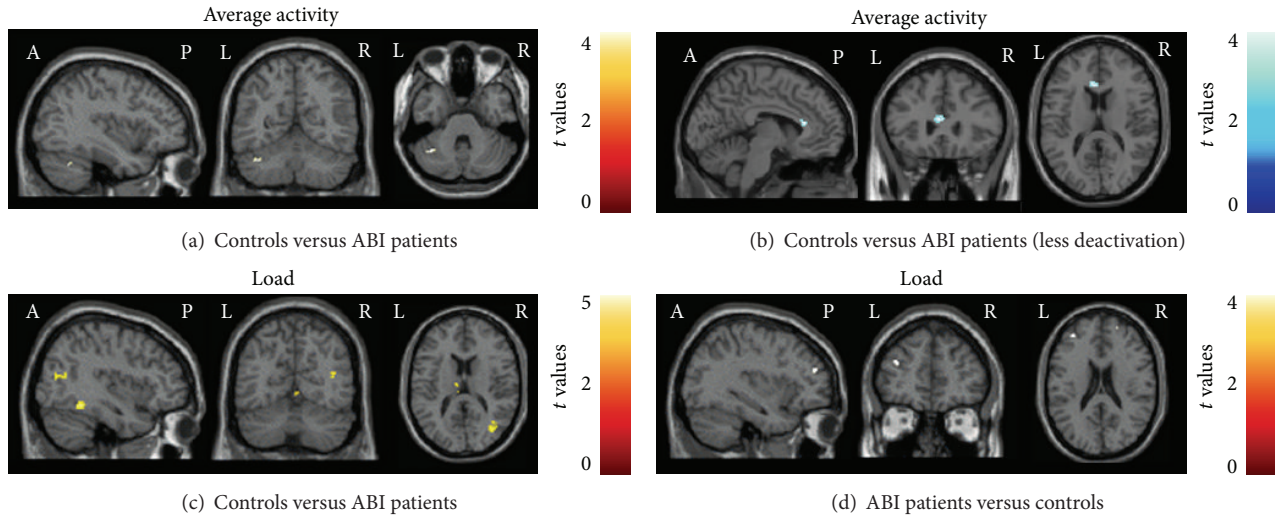 Average activity
A P L R L R
4
2
0
t values
(a) Controls versus ABI patients
Average activity
A P L R L R
4
2
0
t values
(b) Controls versus ABI patients (less deactivation)
Load
A P L R L R
5
2
0
t values
(c) Controls versus ABI patients
Load
A P L R L R
4
2
0
t values
(d) ABI patients versus controls